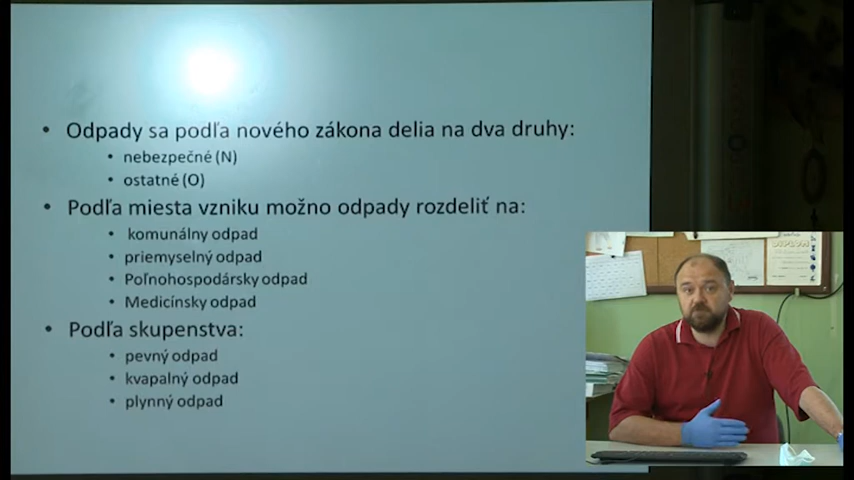 Odpady sa podľa nového zákona delia na dva druhy:
nebezpečné (N)
ostatné (O)
Podľa miesta vzniku možno odpady rozdeliť na:
komunálny odpad
priemyselný odpad
Poľnohospodársky odpad
Medicínsky odpad
Podľa skupenstva:
pevný odpad
kvapalný odpad
plynný odpad
DIPLOM